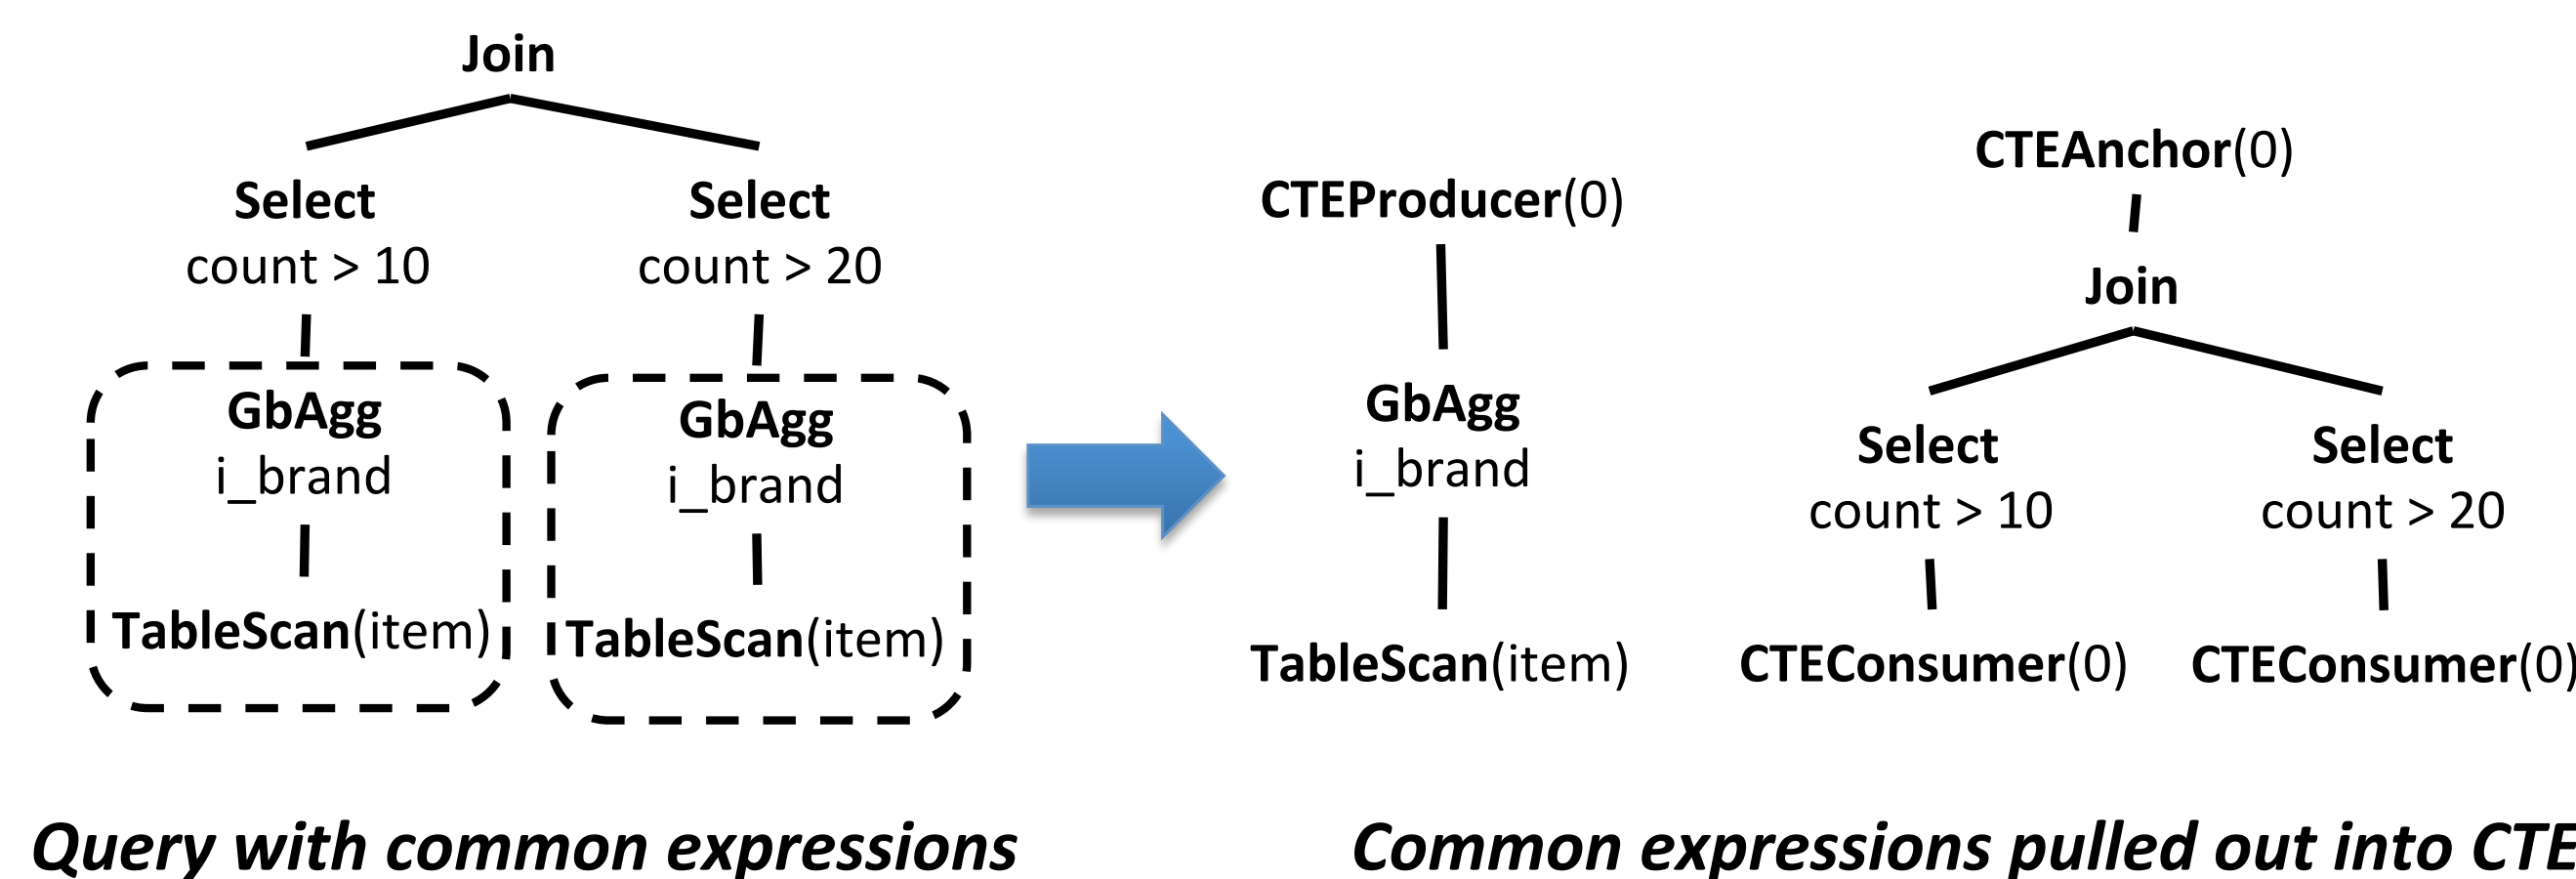 Join
Select
count > 10
GbAgg
i_brand
TableScan(item)
Select
count > 20
GbAgg
i_brand
TableScan(item)
CTEProducer(0)
GbAgg
i_brand
TableScan(item)
CTEAnchor(0)
Join
Select
count > 10
CTEConsumer(0)
Select
count > 20
CTEConsumer(0)
Query with common expressions
Common expressions pulled out into CTE